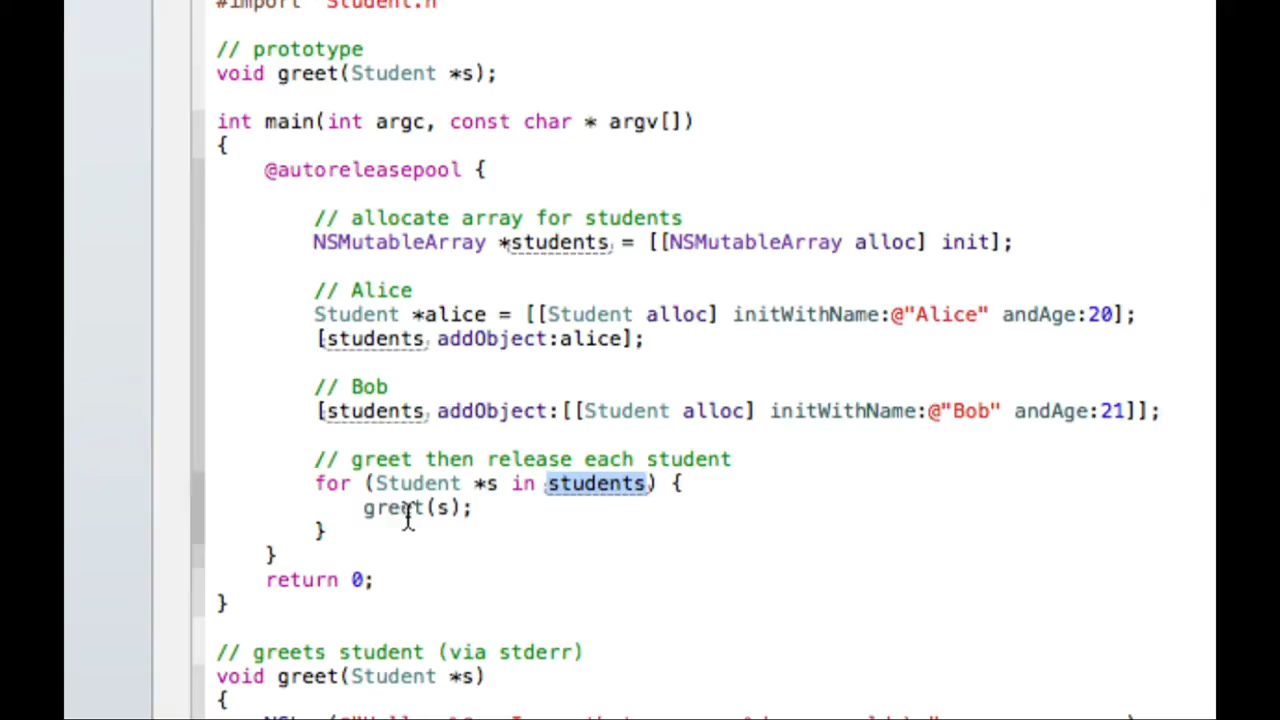 #import "Student.h"
// prototype
void greet(Student *s);
int main(int argc, const char * argv[])
{
@autoreleasepool {
// allocate array for students
NSMutableArray *students = [[NSMutableArray alloc] init];
// Alice
Student *alice = [[Student alloc] initWithName:@"Alice" andAge:20];
[students addObject:alice];
// Bob
[students addObject:[[Student alloc] initWithName:@"Bob" andAge:21]];
// greet then release each student
for (Student *s in students) {
greet(s);
}
}
return 0;
}
// greets student (via stderr)
void greet(Student *s)
{